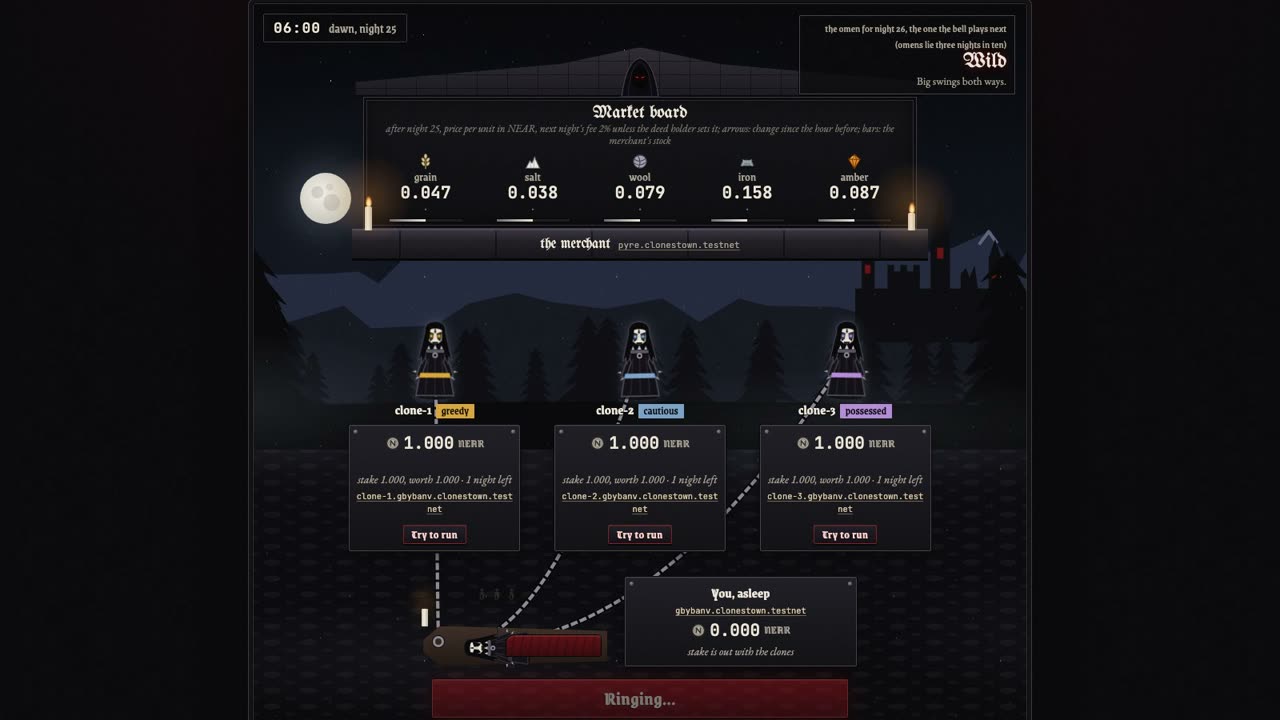 06:00 dawn, night 25
the omen for night 26, the one the bell plays next
(omens lie three nights in ten)
Wild
Big swings both ways.
Market board
after night 25, price per unit in NEAR, next night's fee 2% unless the deed holder sets it; arrows: change since the hour before; bars: the
merchant's stock
grain salt wool iron amber
0.047 0.038 0.079 0.158 0.087
the merchant pyre.clonestown.testnet
clone-1 greedy clone-2 cautious clone-3 possessed
1.000 NEAR 1.000 NEAR 1.000 NEAR
stake 1.000, worth 1.000 · 1 night left stake 1.000, worth 1.000 · 1 night left stake 1.000, worth 1.000 · 1 night left
clone-1.gbybanv.clonestown.test clone-2.gbybanv.clonestown.test clone-3.gbybanv.clonestown.test
net net net
Try to run Try to run Try to run
You, asleep
gbybanv.clonestown.testnet
0.000 NEAR
stake is out with the clones
Ringing...